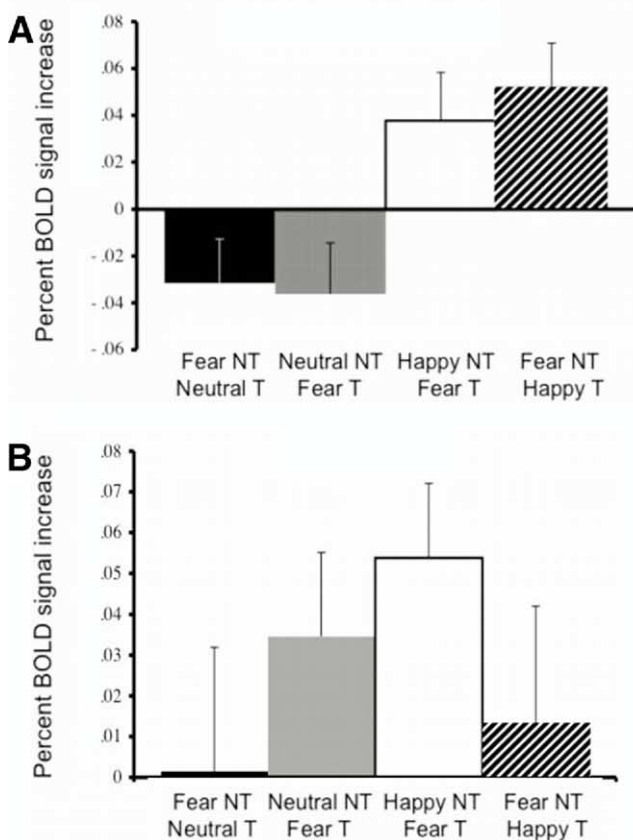 A
Percent BOLD signal increase
.08
.06
.04
.02
0
- .02
- .04
- .06
Fear NT Neutral NT Happy NT Fear NT
Neutral T Fear T Fear T Happy T
B
Percent BOLD signal increase
.08
.07
.06
.05
.04
.03
.02
.01
0
Fear NT Neutral NT Happy NT Fear NT
Neutral T Fear T Fear T Happy T